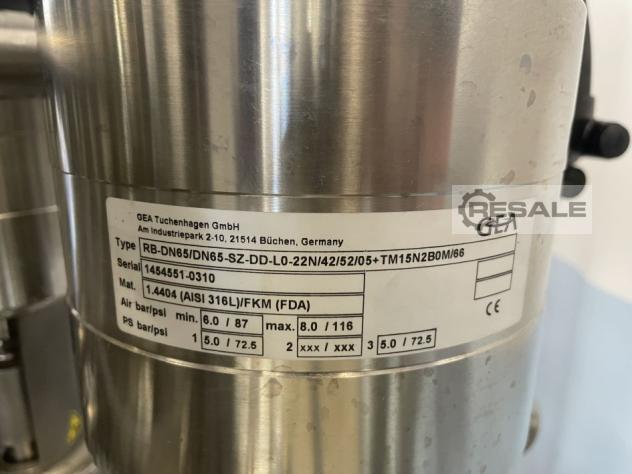 RESALE
GEA Tuchenhagen GmbH
Am Industriepark 2-10, 21514 Büchen, Germany
GEA
Type RB-DN65/DN65-SZ-DD-L0-22N/42/52/05+TM15N2B0M/66
Serial 1454551-0310
Mat. 1.4404 (AISI 316L)/FKM (FDA)
Air bar/psi min. 6.0 / 87 max. 8.0 / 116
PS bar/psi 1 5.0 / 72.5 2 xxx / xxx 3 5.0 / 72.5
CE